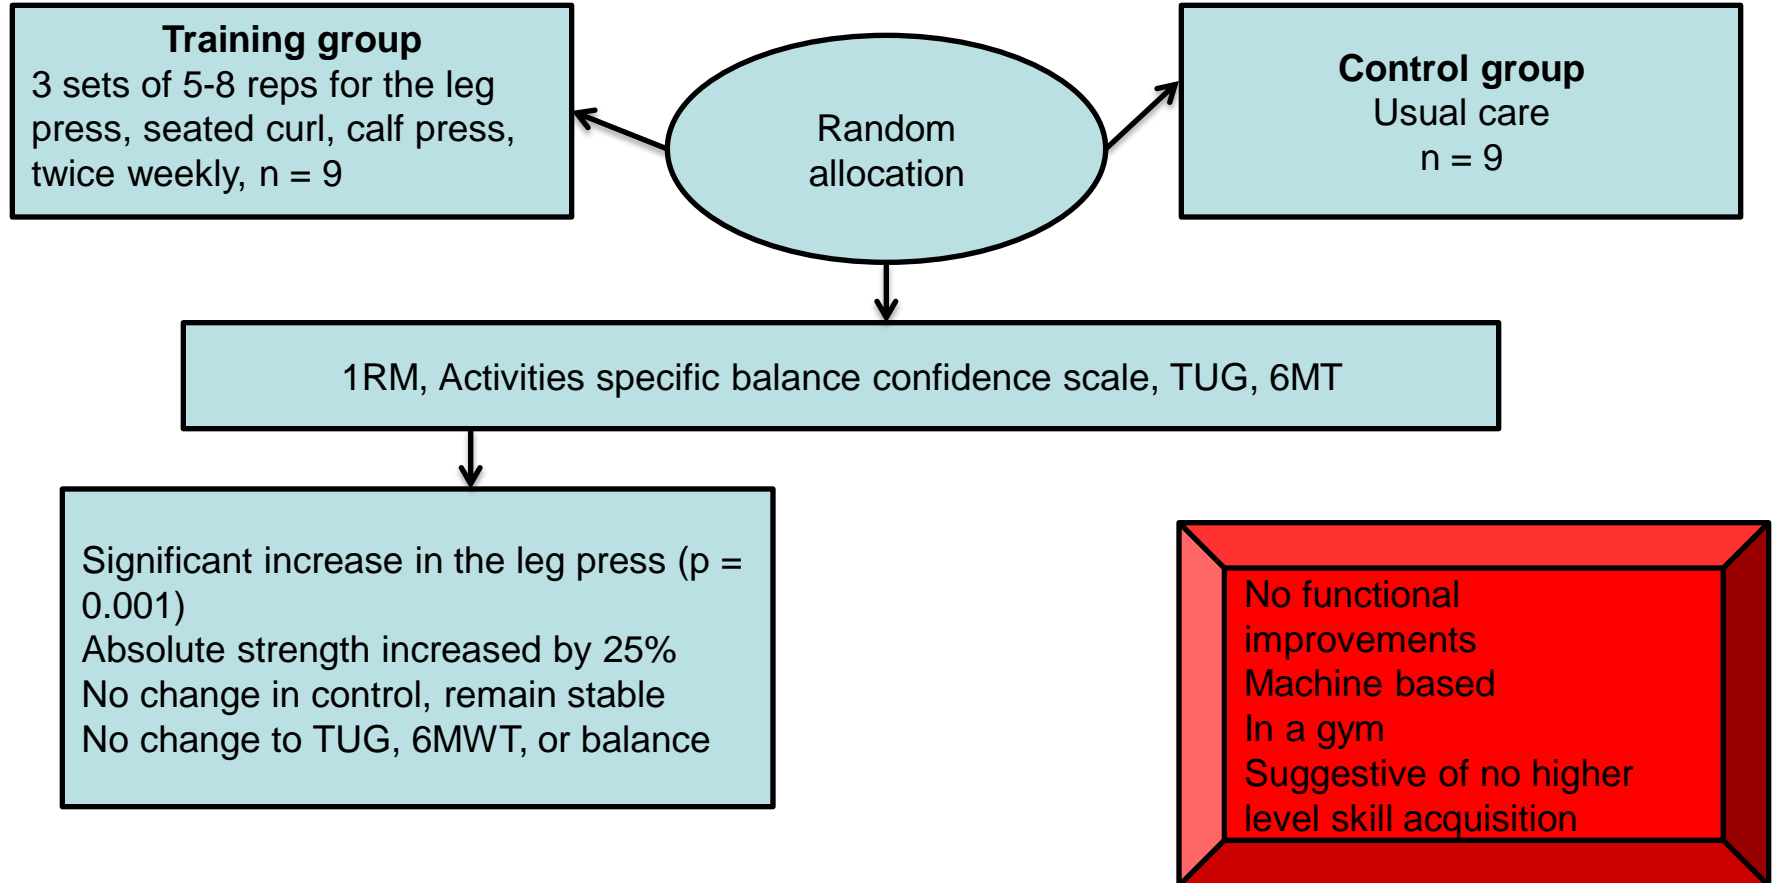 Training group
3 sets of 5-8 reps for the leg
press, seated curl, calf press,
twice weekly, n = 9
Random
allocation
Control group
Usual care
n = 9
1RM, Activities specific balance confidence scale, TUG, 6MT
Significant increase in the leg press (p =
0.001)
Absolute strength increased by 25%
No change in control, remain stable
No change to TUG, 6MWT, or balance
No functional
improvements
Machine based
In a gym
Suggestive of no higher
level skill acquisition